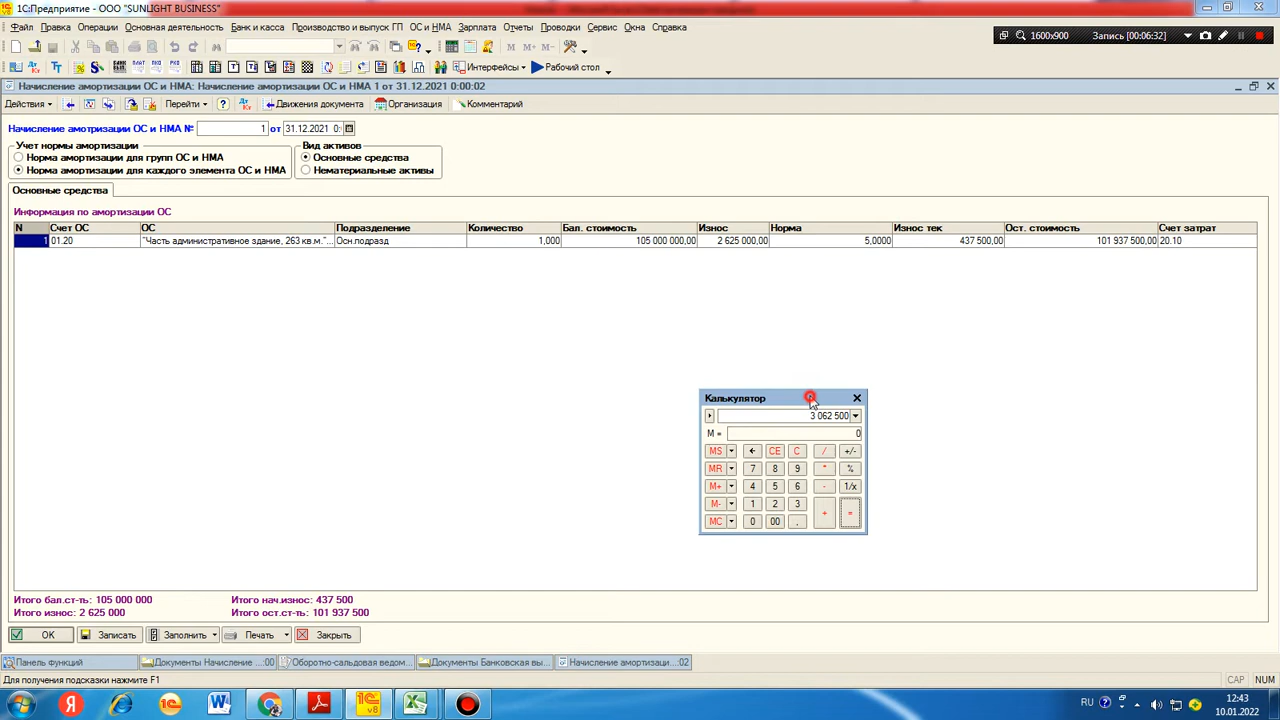 1С:Предприятие - ООО "SUNLIGHT BUSINESS"
Файл Правка Операции Основная деятельность Банк и касса Производство и выпуск ГП ОС и НМА Зарплата Отчеты Проводки Сервис Окна Справка
1600x900 Запись [00:06:32]
M M+ M-
Интерфейсы Рабочий стол
Начисление амортизации ОС и НМА: Начисление амортизации ОС и НМА 1 от 31.12.2021 0:00:02
Действия Перейти Движения документа Организация Комментарий
Начисление амотризации ОС и НМА № 1 от 31.12.2021 0:
Учет нормы амортизации Вид активов
Норма амортизации для групп ОС и НМА Основные средства
Норма амортизации для каждого элемента ОС и НМА Нематериальные активы
Основные средства
Информация по амортизации ОС
N Счет ОС ОС Подразделение Количество Бал. стоимость Износ Норма Износ тек Ост. стоимость Счет затрат
1 01.20 "Часть административное здание, 263 кв.м."... Осн.подразд 1,000 105 000 000,00 2 625 000,00 5,0000 437 500,00 101 937 500,00 20.10
Калькулятор
3 062 500
M = 0
MS CE C / +/-
MR 7 8 9 * %
M+ 4 5 6 - 1/x
M- 1 2 3 + =
MC 0 00 .
Итого бал.ст-ть: 105 000 000 Итого нач.износ: 437 500
Итого износ: 2 625 000 Итого ост.ст-ть: 101 937 500
OK Записать Заполнить Печать Закрыть
Панель функций Документы Начисление ...:00 Оборотно-сальдовая ведом... Документы Банковская вы... Начисление амортизаци...:02
Для получения подсказки нажмите F1 CAP NUM
RU 12:43
10.01.2022